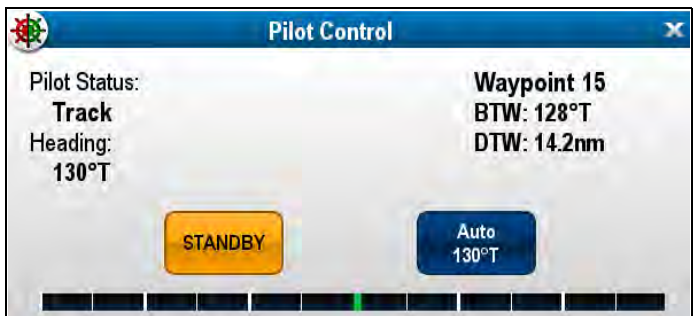 Pilot Control
x
Pilot Status:
Track
Heading:
130°T
Waypoint 15
BTW: 128°T
DTW: 14.2nm
STANDBY
Auto
130°T